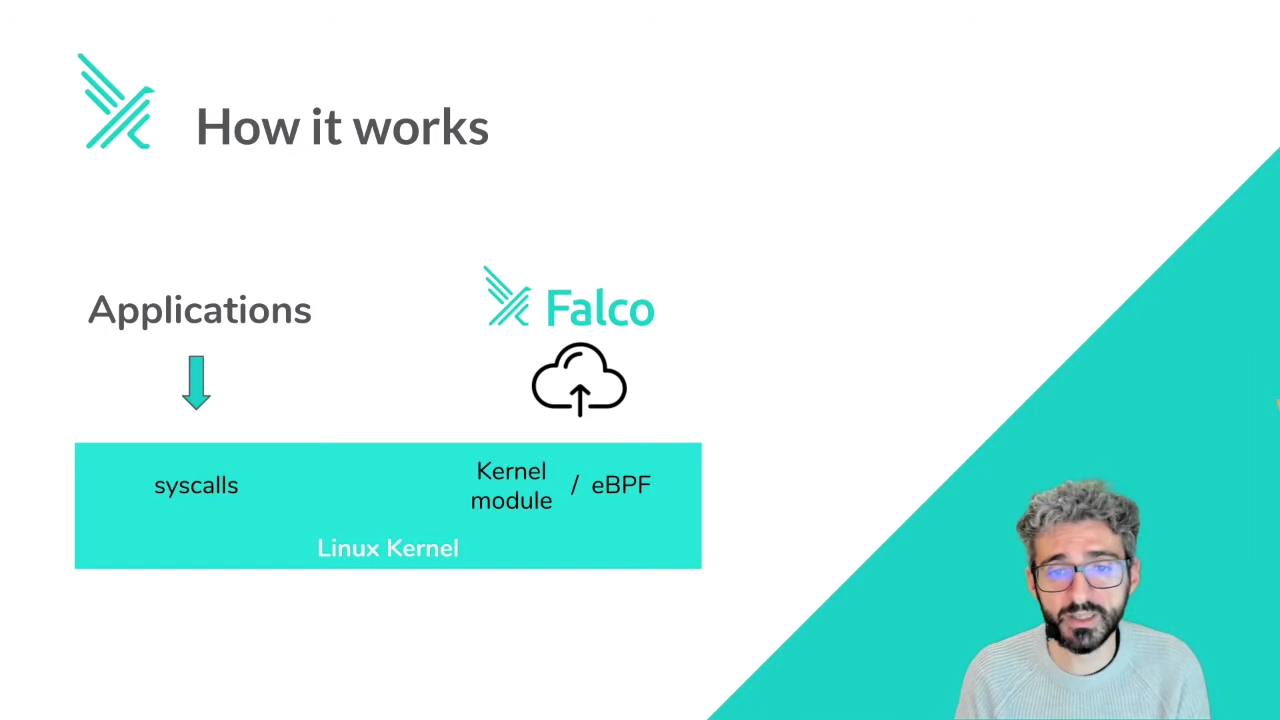 How it works
Applications
Falco
syscalls
Kernel
module / eBPF
Linux Kernel